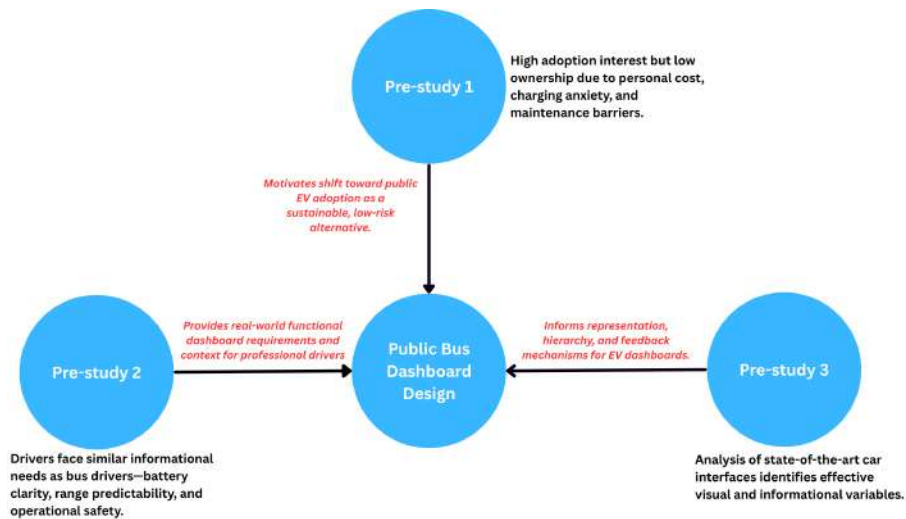 Pre-study 1
High adoption interest but low
ownership due to personal cost,
charging anxiety, and
maintenance barriers.
Motivates shift toward public
EV adoption as a
sustainable, low-risk
alternative.
Pre-study 2
Provides real-world functional
dashboard requirements and
context for professional drivers
Public Bus
Dashboard
Design
Informs representation,
hierarchy, and feedback
mechanisms for EV dashboards.
Pre-study 3
Drivers face similar informational
needs as bus drivers—battery
clarity, range predictability, and
operational safety.
Analysis of state-of-the-art car
interfaces identifies effective
visual and informational variables.